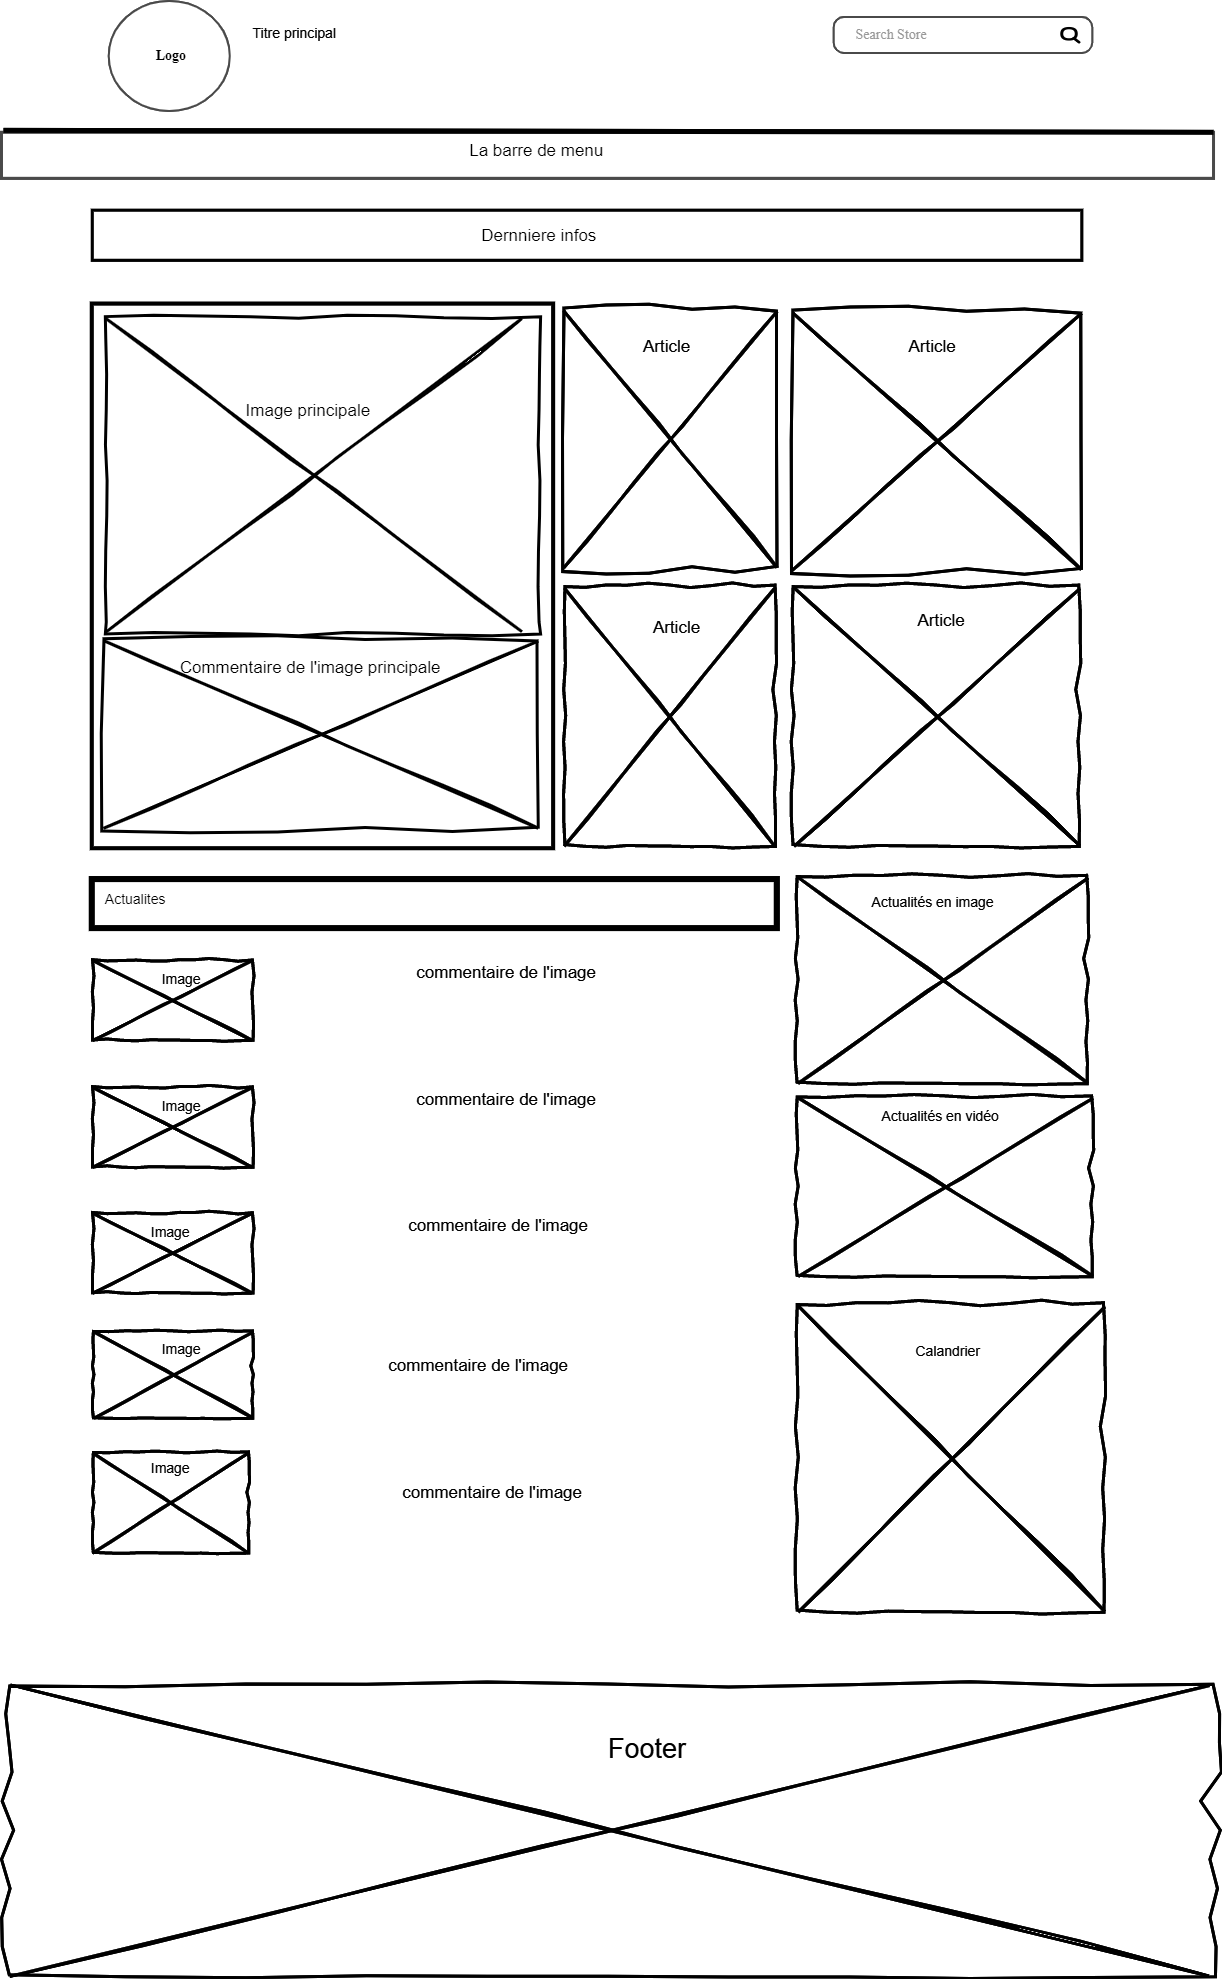 Logo
Titre principal
Search Store
La barre de menu
Dernniere infos
Image principale
Commentaire de l'image principale
Article
Article
Article
Article
Actualites
Image
commentaire de l'image
Image
commentaire de l'image
Image
commentaire de l'image
Image
commentaire de l'image
Image
commentaire de l'image
Actualités en image
Actualités en vidéo
Calandrier
Footer